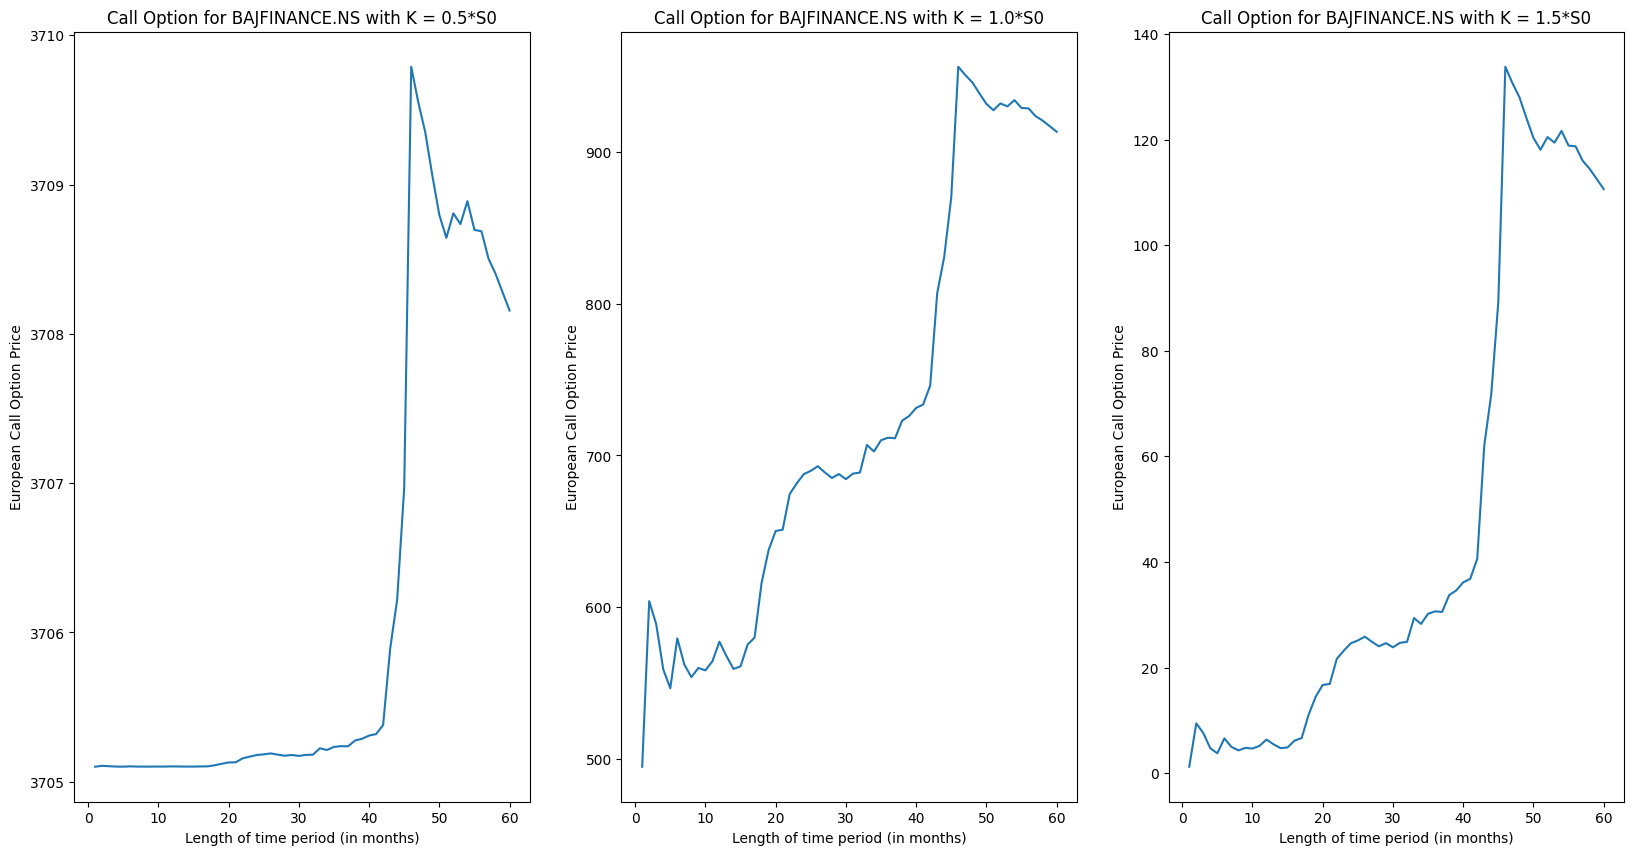 Call Option for BAJFINANCE.NS with K = 0.5*S0
3710
3709
3708
3707
3706
3705
European Call Option Price
0 10 20 30 40 50 60
Length of time period (in months)
Call Option for BAJFINANCE.NS with K = 1.0*S0
900
800
700
600
500
European Call Option Price
0 10 20 30 40 50 60
Length of time period (in months)
Call Option for BAJFINANCE.NS with K = 1.5*S0
140
120
100
80
60
40
20
0
European Call Option Price
0 10 20 30 40 50 60
Length of time period (in months)